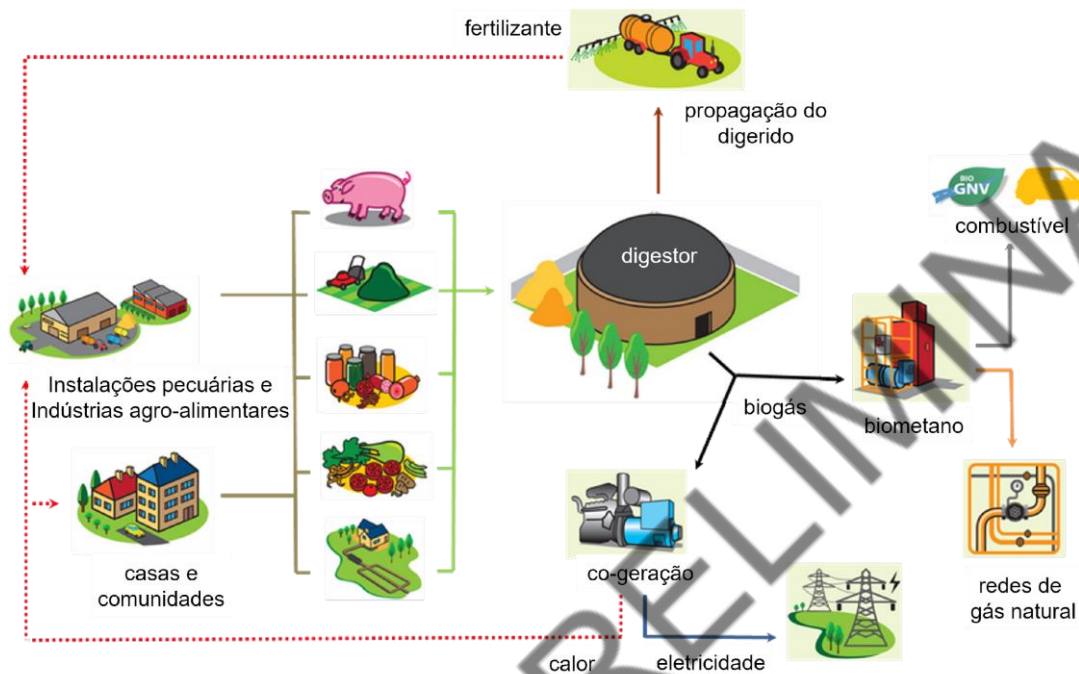 fertilizante
propagação do
digerido
BIO
GNV
combustível
digestor
Instalações pecuárias e
Indústrias agro-alimentares
biogás
biometano
casas e
comunidades
co-geração
redes de
gás natural
calor
eletricidade
RELIMINA